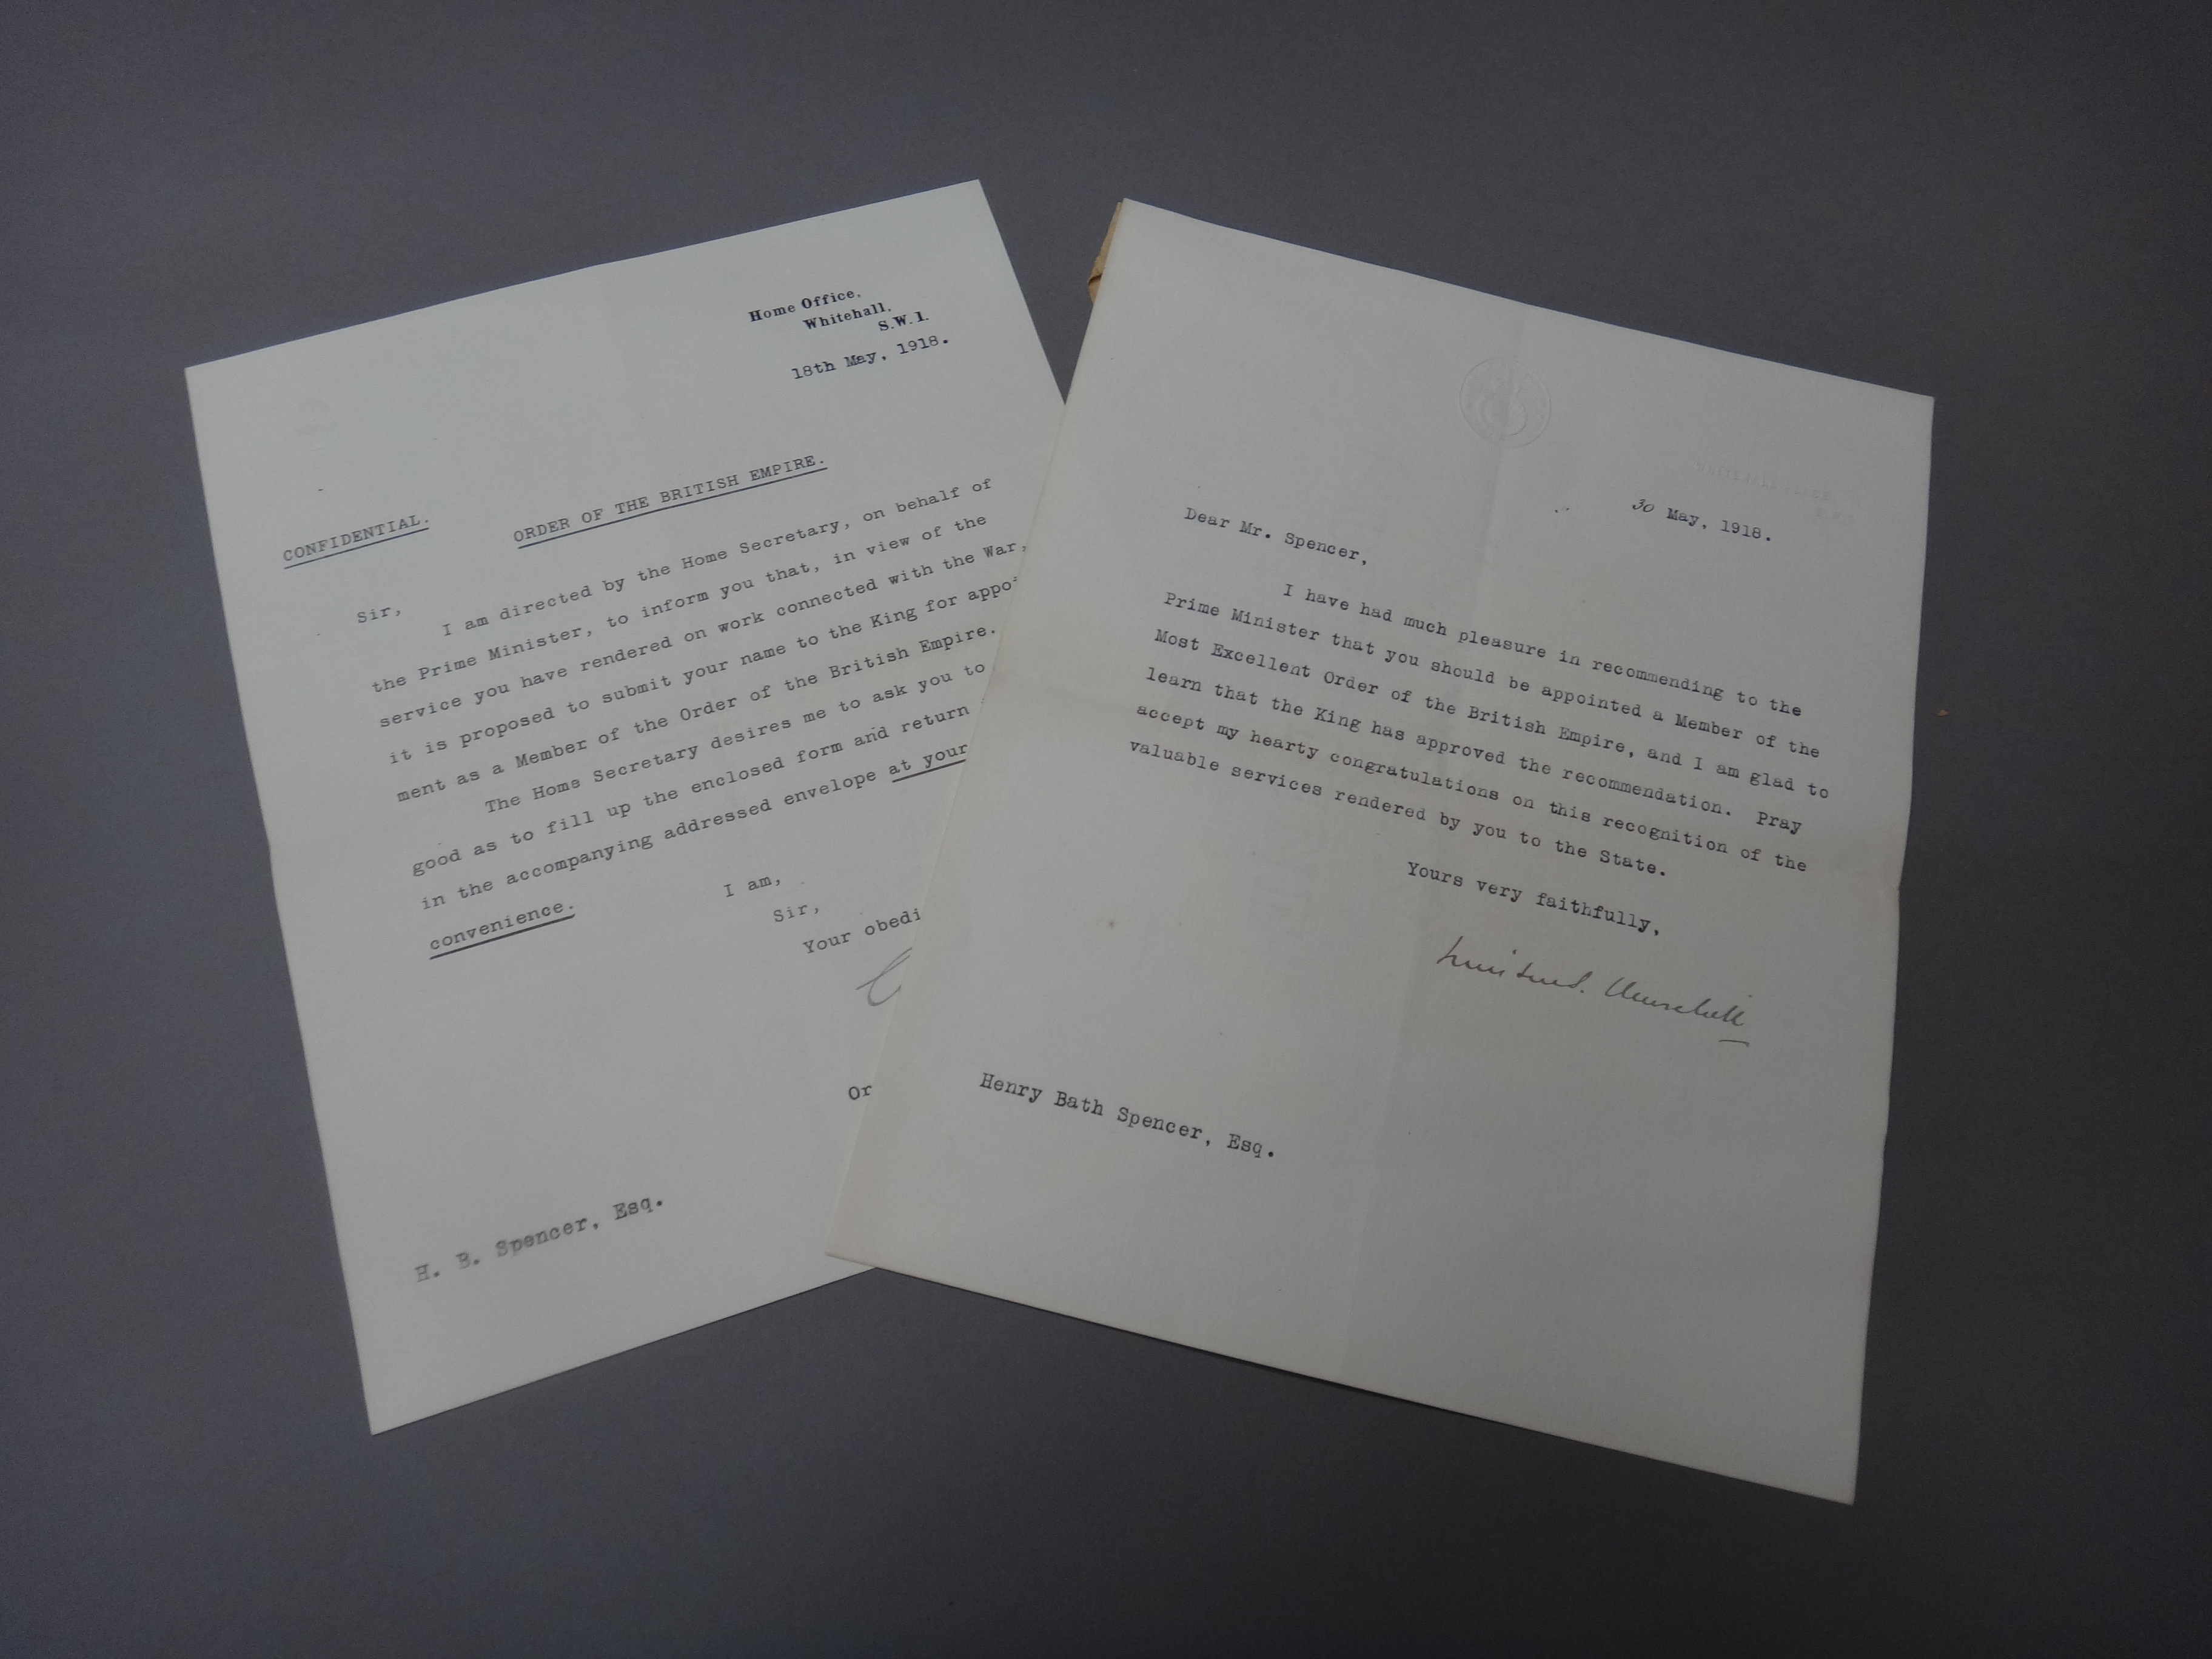 Home Office,
Whitehall,
S.W.1.
18th May, 1918.
CONFIDENTIAL.
ORDER OF THE BRITISH EMPIRE.
Sir,
I am directed by the Home Secretary, on behalf of
the Prime Minister, to inform you that, in view of the
service you have rendered on work connected with the War,
it is proposed to submit your name to the King for appoi
ment as a Member of the Order of the British Empire.
The Home Secretary desires me to ask you to
good as to fill up the enclosed form and return
in the accompanying addressed envelope at your
convenience.
I am,
Sir,
Your obedi
Or
H. B. Spencer, Esq.
30 May, 1918.
Dear Mr. Spencer,
I have had much pleasure in recommending to the
Prime Minister that you should be appointed a Member of the
Most Excellent Order of the British Empire, and I am glad to
learn that the King has approved the recommendation. Pray
accept my hearty congratulations on this recognition of the
valuable services rendered by you to the State.
Yours very faithfully,
Winston S. Churchill
Henry Bath Spencer, Esq.